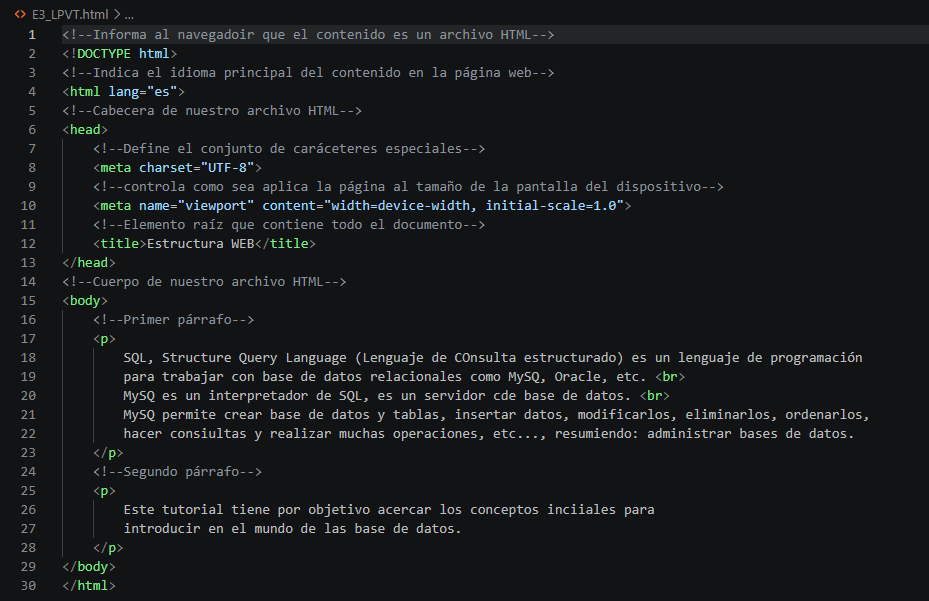 <> E3_LPVT.html > ...
1 <!--Informa al navegadoir que el contenido es un archivo HTML-->
2 <!DOCTYPE html>
3 <!--Indica el idioma principal del contenido en la página web-->
4 <html lang="es">
5 <!--Cabecera de nuestro archivo HTML-->
6 <head>
7 <!--Define el conjunto de caráceteres especiales-->
8 <meta charset="UTF-8">
9 <!--controla como sea aplica la página al tamaño de la pantalla del dispositivo-->
10 <meta name="viewport" content="width=device-width, initial-scale=1.0">
11 <!--Elemento raíz que contiene todo el documento-->
12 <title>Estructura WEB</title>
13 </head>
14 <!--Cuerpo de nuestro archivo HTML-->
15 <body>
16 <!--Primer párrafo-->
17 <p>
18 SQL, Structure Query Language (Lenguaje de COnsulta estructurado) es un lenguaje de programación
19 para trabajar con base de datos relacionales como MySQ, Oracle, etc. <br>
20 MySQ es un interpretador de SQL, es un servidor cde base de datos. <br>
21 MySQ permite crear base de datos y tablas, insertar datos, modificarlos, eliminarlos, ordenarlos,
22 hacer consiultas y realizar muchas operaciones, etc..., resumiendo: administrar bases de datos.
23 </p>
24 <!--Segundo párrafo-->
25 <p>
26 Este tutorial tiene por objetivo acercar los conceptos inciiales para
27 introducir en el mundo de las base de datos.
28 </p>
29 </body>
30 </html>